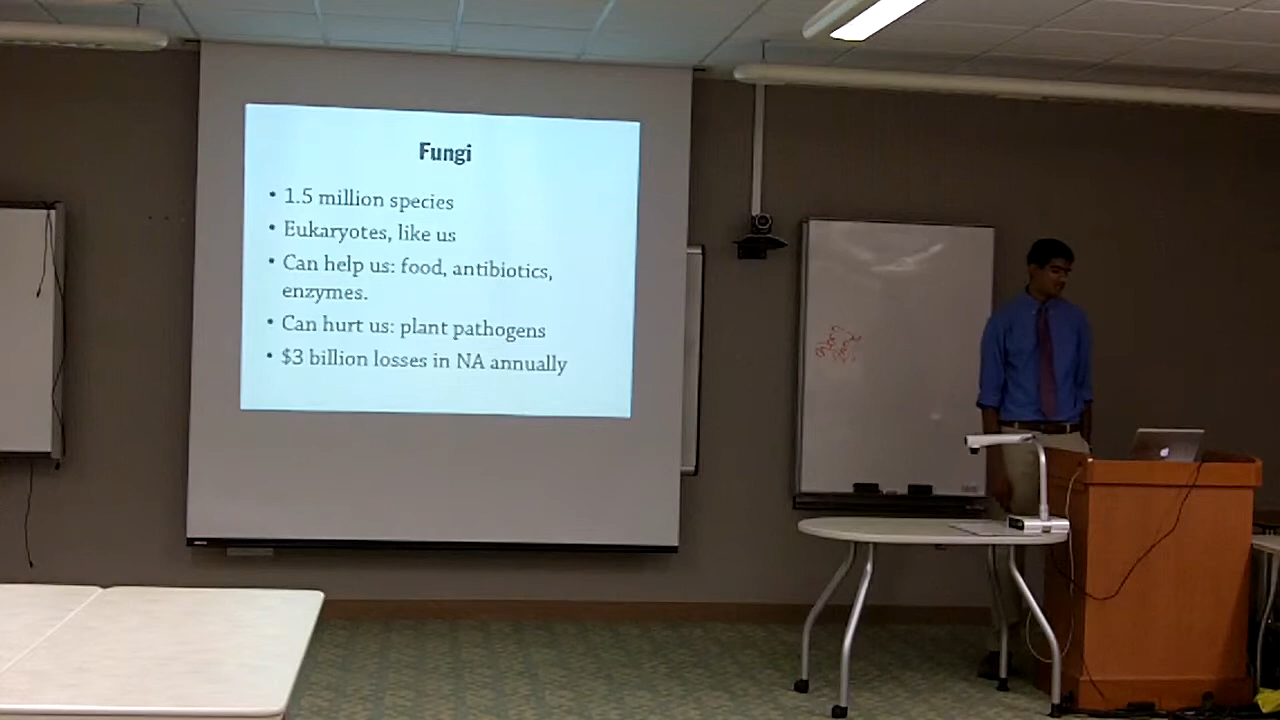 Fungi
• 1.5 million species
• Eukaryotes, like us
• Can help us: food, antibiotics,
enzymes.
• Can hurt us: plant pathogens
• $3 billion losses in NA annually